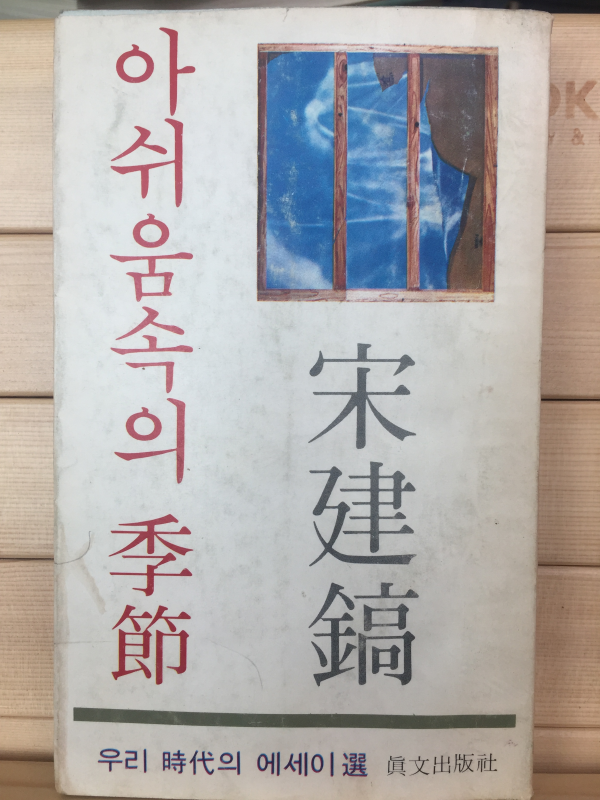 아쉬움속의 季節
宋建鎬
우리 時代의 에세이 選 眞文出版社